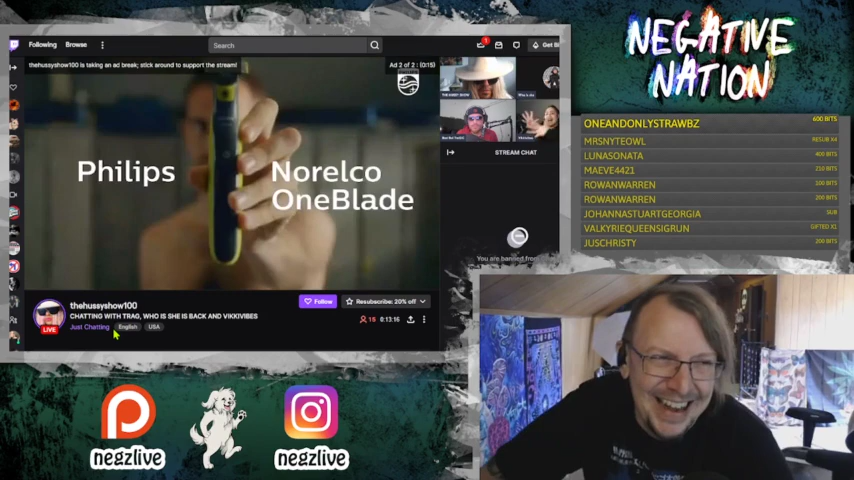 Following
Browse
Search
1
Get Bi
thehussyshow100 is taking an ad break; stick around to support the stream!
Ad 2 of 2 : (0:15)
PHILIPS
Philips
Norelco
OneBlade
STREAM CHAT
You are banned from
thehussyshow100
CHATTING WITH TRAG, WHO IS SHE IS BACK AND VIKKIVIBES
Just Chatting
English
USA
LIVE
Follow
Resubscribe: 20% off
15
0:13:16
NEGATIVE
NATION
ONEANDONLYSTRAWBZ 600 BITS
MRSNYTEOWL RESUB X4
LUNASONATA 400 BITS
MAEVE4421 210 BITS
ROWANWARREN 100 BITS
ROWANWARREN 200 BITS
JOHANNASTUARTGEORGIA SUB
VALKYRIEQUEENSIGRUN GIFTED X1
JUSCHRISTY 200 BITS
negzlive
negzlive